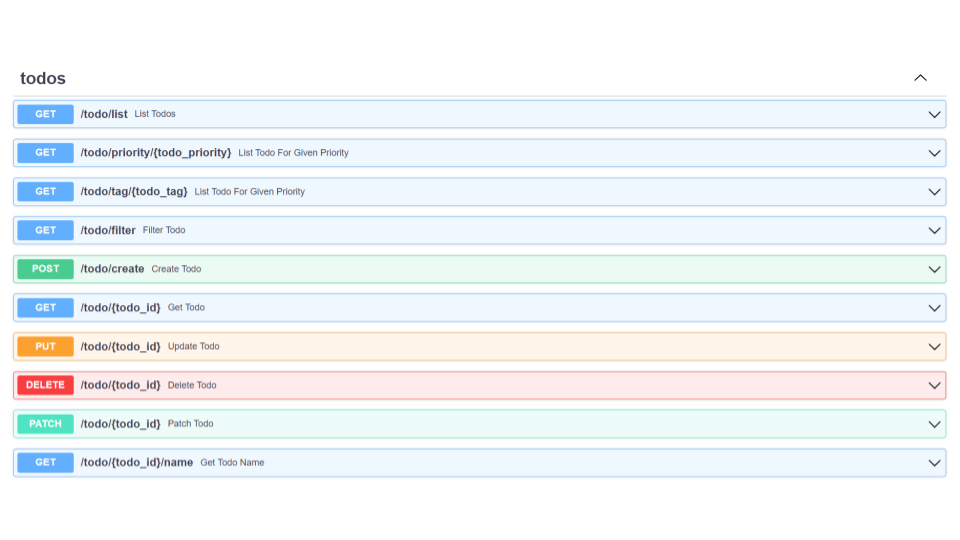 todos
GET /todo/list List Todos
GET /todo/priority/{todo_priority} List Todo For Given Priority
GET /todo/tag/{todo_tag} List Todo For Given Priority
GET /todo/filter Filter Todo
POST /todo/create Create Todo
GET /todo/{todo_id} Get Todo
PUT /todo/{todo_id} Update Todo
DELETE /todo/{todo_id} Delete Todo
PATCH /todo/{todo_id} Patch Todo
GET /todo/{todo_id}/name Get Todo Name